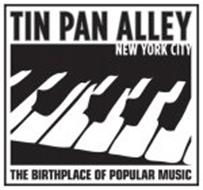 TIN PAN ALLEY
NEW YORK CITY
THE BIRTHPLACE OF POPULAR MUSIC